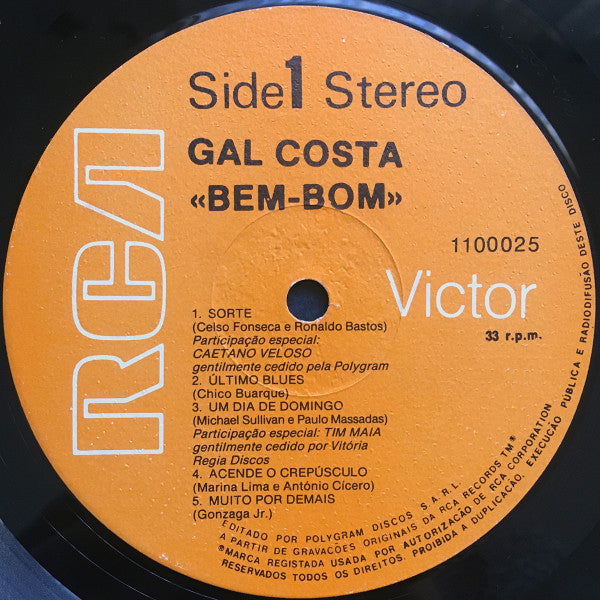 Side 1 Stereo
GAL COSTA
«BEM-BOM»
RCA
1100025
Victor
33 r.p.m.
1. SORTE
(Celso Fonseca e Ronaldo Bastos)
Participação especial:
CAETANO VELOSO
gentilmente cedido pela Polygram
2. ÚLTIMO BLUES
(Chico Buarque)
3. UM DIA DE DOMINGO
(Michael Sullivan e Paulo Massadas)
Participação especial: TIM MAIA
gentilmente cedido por Vitória
Regia Discos
4. ACENDE O CREPÚSCULO
(Marina Lima e António Cícero)
5. MUITO POR DEMAIS
(Gonzaga Jr.)
EDITADO POR POLYGRAM DISCOS S.A.R.L.
A PARTIR DE GRAVAÇÕES ORIGINAIS DA RCA RECORDS TM®
®MARCA REGISTADA USADA POR AUTORIZAÇÃO DE RCA CORPORATION
RESERVADOS TODOS OS DIREITOS. PROIBIDA A DUPLICAÇÃO, EXECUÇÃO PÚBLICA E RADIODIFUSÃO DESTE DISCO